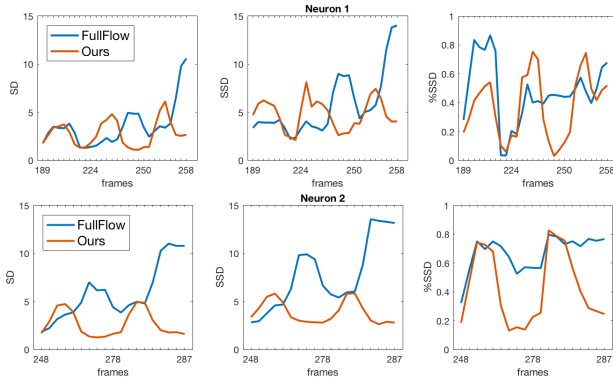 Neuron 1
15
10
5
0
SD
FullFlow
Ours
189
224
250
258
frames
15
10
5
0
SSD
189
224
250
258
frames
1
0.8
0.6
0.4
0.2
0
%SSD
189
224
250
258
frames
Neuron 2
15
10
5
0
SD
FullFlow
Ours
248
278
287
frames
15
10
5
0
SSD
248
278
287
frames
1
0.8
0.6
0.4
0.2
0
%SSD
248
278
287
frames